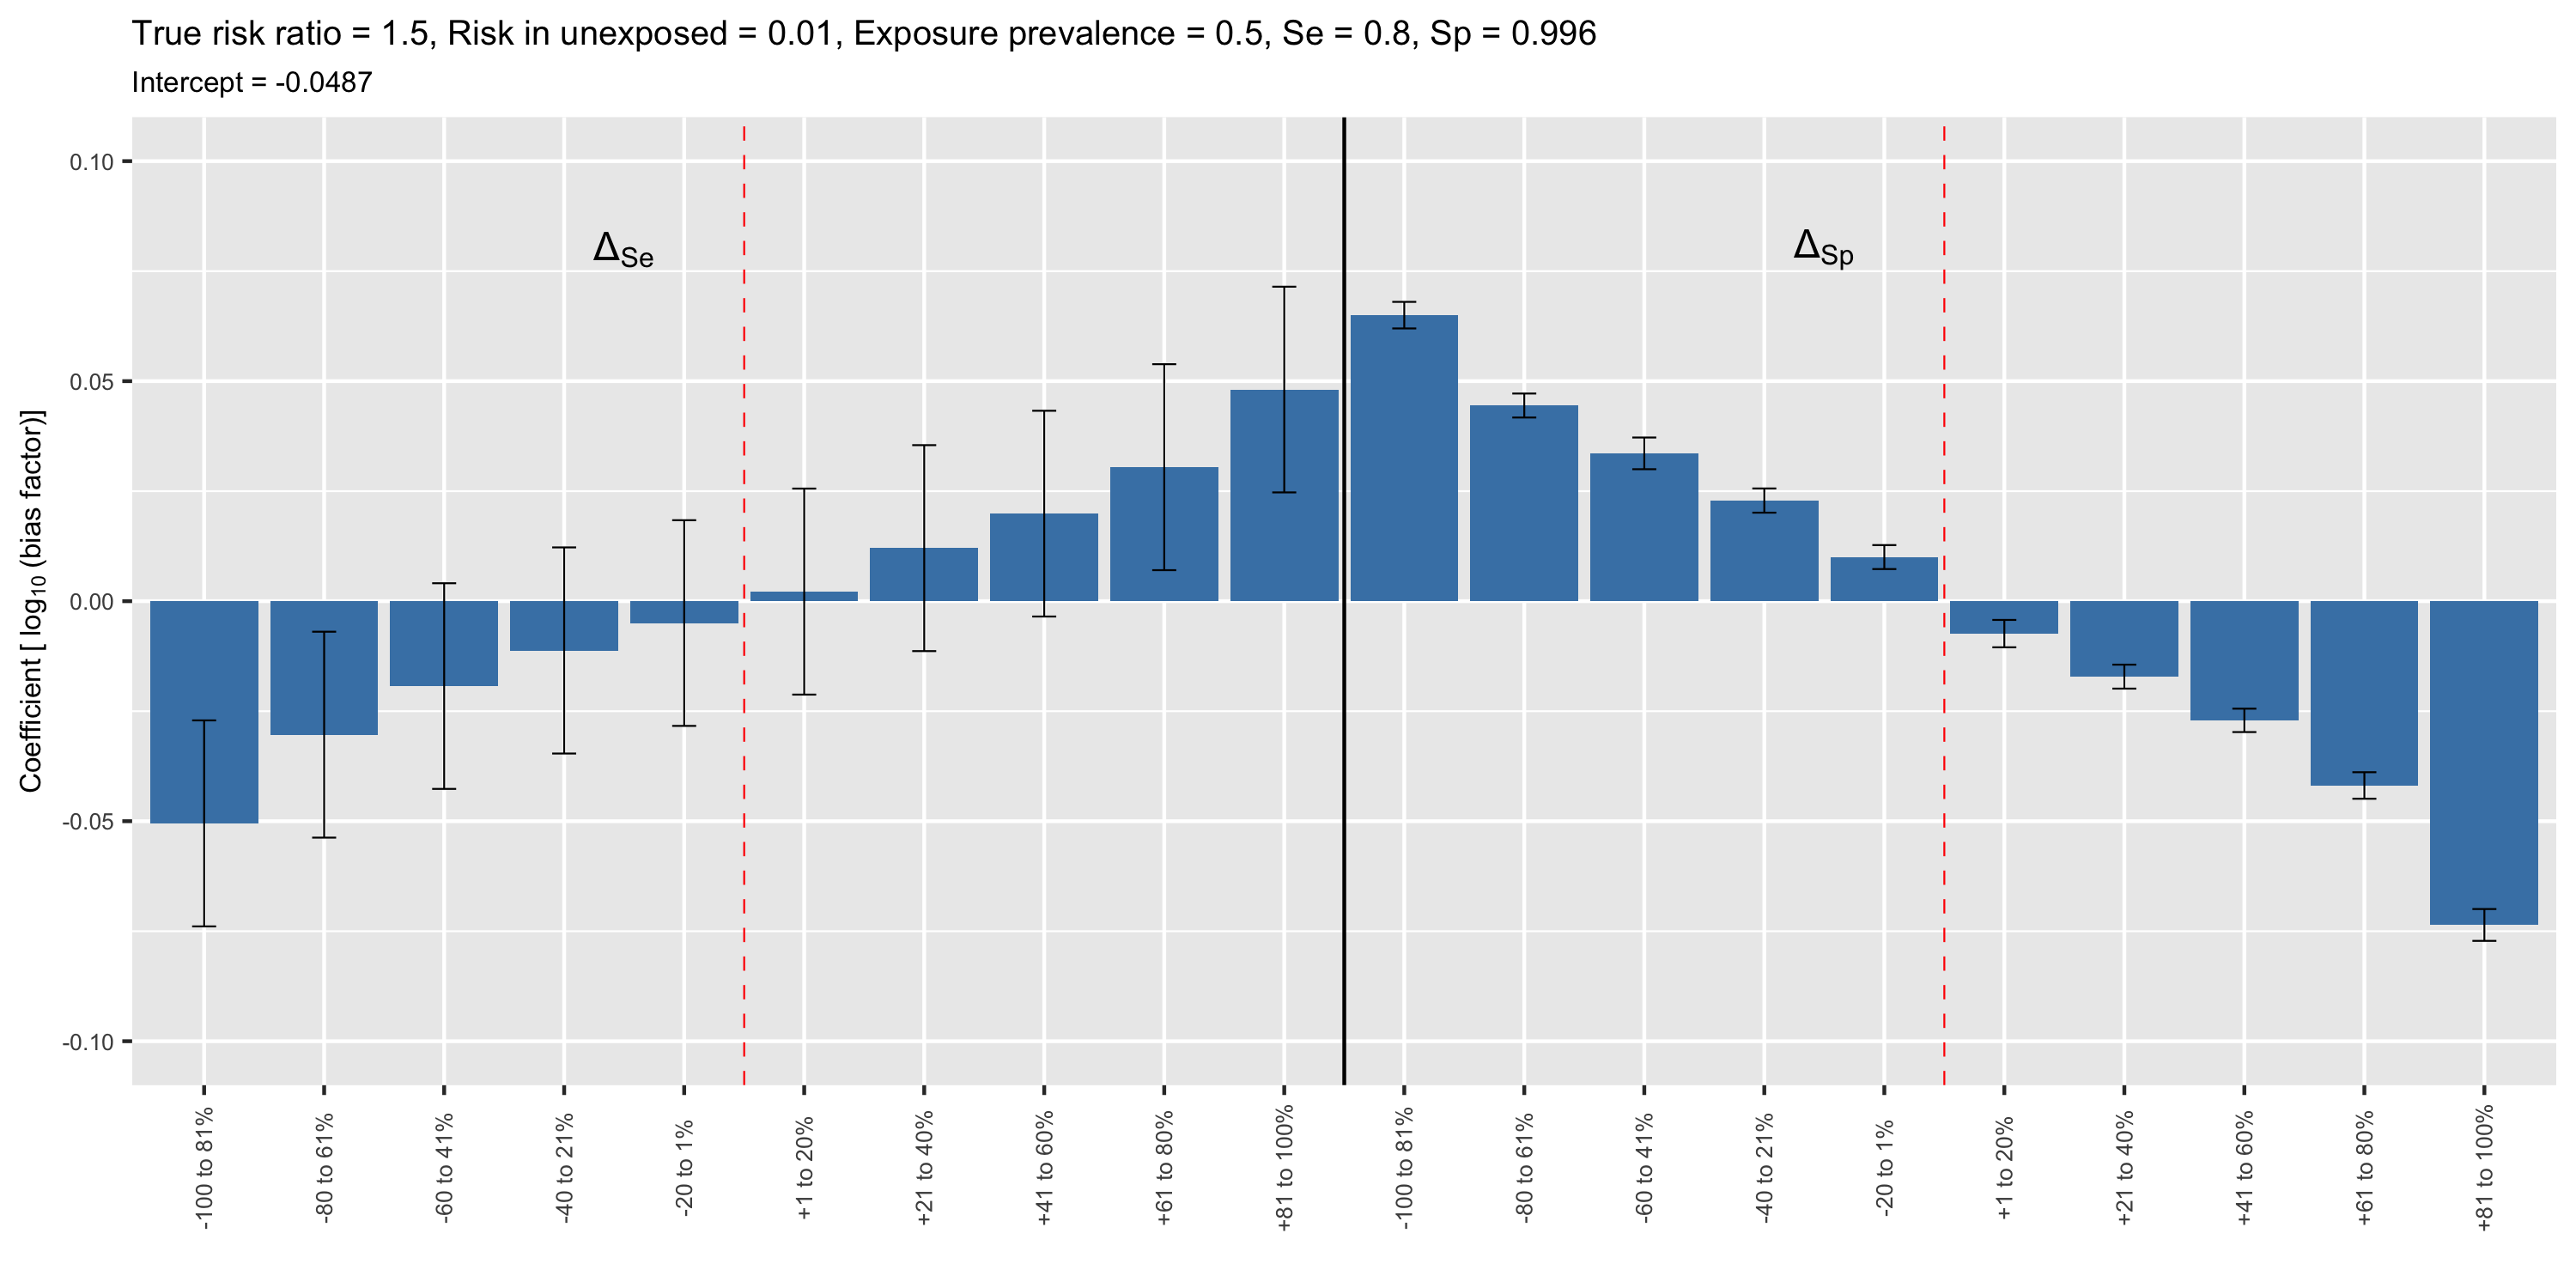 True risk ratio = 1.5, Risk in unexposed = 0.01, Exposure prevalence = 0.5, Se = 0.8, Sp = 0.996
Intercept = -0.0487
Coefficient [ log10 (bias factor)]
0.10
0.05
0.00
-0.05
-0.10
ΔSe
ΔSp
-100 to 81%
-80 to 61%
-60 to 41%
-40 to 21%
-20 to 1%
+1 to 20%
+21 to 40%
+41 to 60%
+61 to 80%
+81 to 100%
-100 to 81%
-80 to 61%
-60 to 41%
-40 to 21%
-20 to 1%
+1 to 20%
+21 to 40%
+41 to 60%
+61 to 80%
+81 to 100%